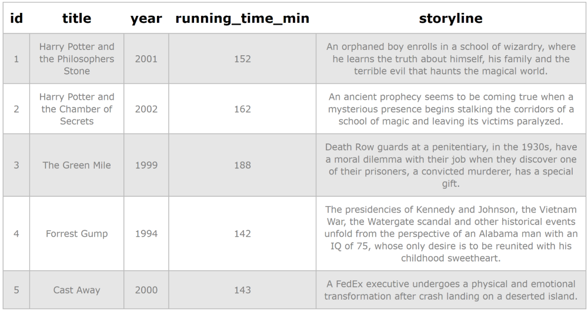 id title year running_time_min storyline
1 Harry Potter and the Philosophers Stone 2001 152 An orphaned boy enrolls in a school of wizardry, where
he learns the truth about himself, his family and the
terrible evil that haunts the magical world.
2 Harry Potter and the Chamber of Secrets 2002 162 An ancient prophecy seems to be coming true when a
mysterious presence begins stalking the corridors of a
school of magic and leaving its victims paralyzed.
3 The Green Mile 1999 188 Death Row guards at a penitentiary, in the 1930s, have
a moral dilemma with their job when they discover one
of their prisoners, a convicted murderer, has a special
gift.
4 Forrest Gump 1994 142 The presidencies of Kennedy and Johnson, the Vietnam
War, the Watergate scandal and other historical events
unfold from the perspective of an Alabama man with an
IQ of 75, whose only desire is to be reunited with his
childhood sweetheart.
5 Cast Away 2000 143 A FedEx executive undergoes a physical and emotional
transformation after crash landing on a deserted island.